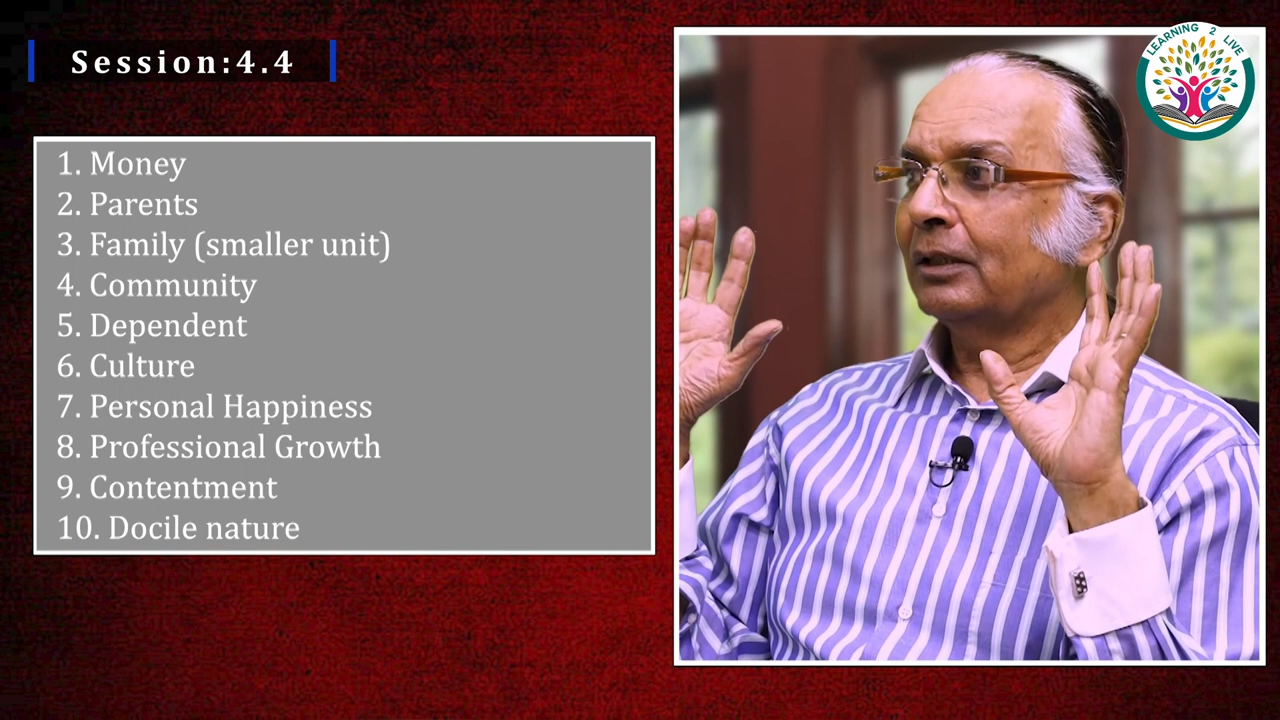 Session:4.4
1. Money
2. Parents
3. Family (smaller unit)
4. Community
5. Dependent
6. Culture
7. Personal Happiness
8. Professional Growth
9. Contentment
10. Docile nature
LEARNING 2 LIVE